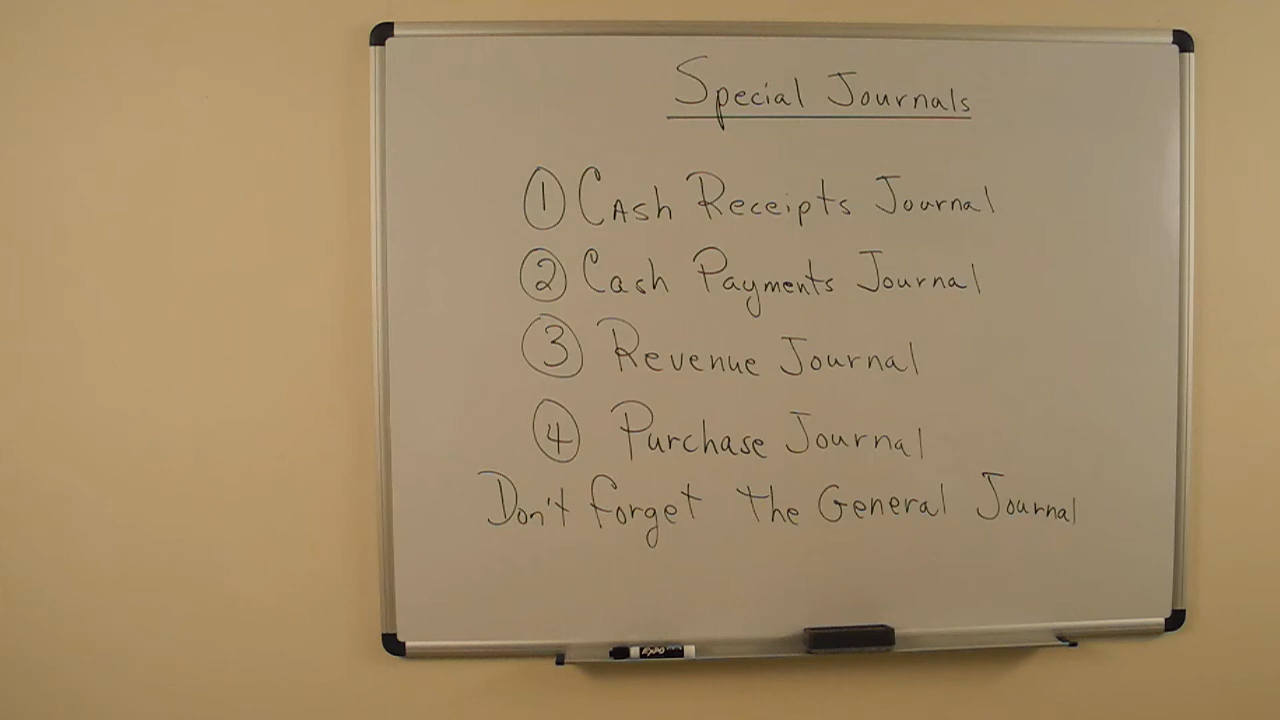 Special Journals
① Cash Receipts Journal
② Cash Payments Journal
③ Revenue Journal
④ Purchase Journal
Don't forget the General Journal
EXPO